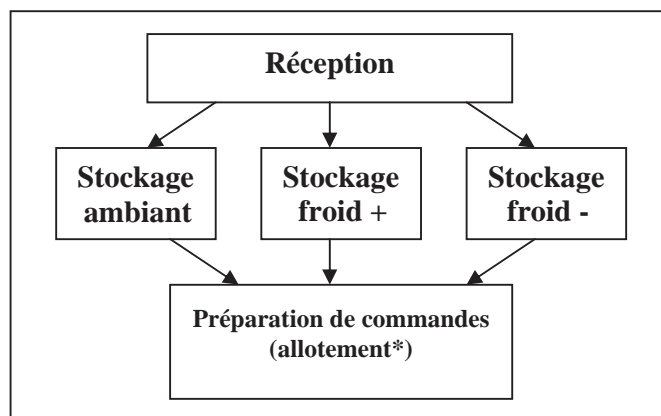 Réception
Stockage
ambiant
Stockage
froid +
Stockage
froid -
Préparation de commandes
(allotement*)